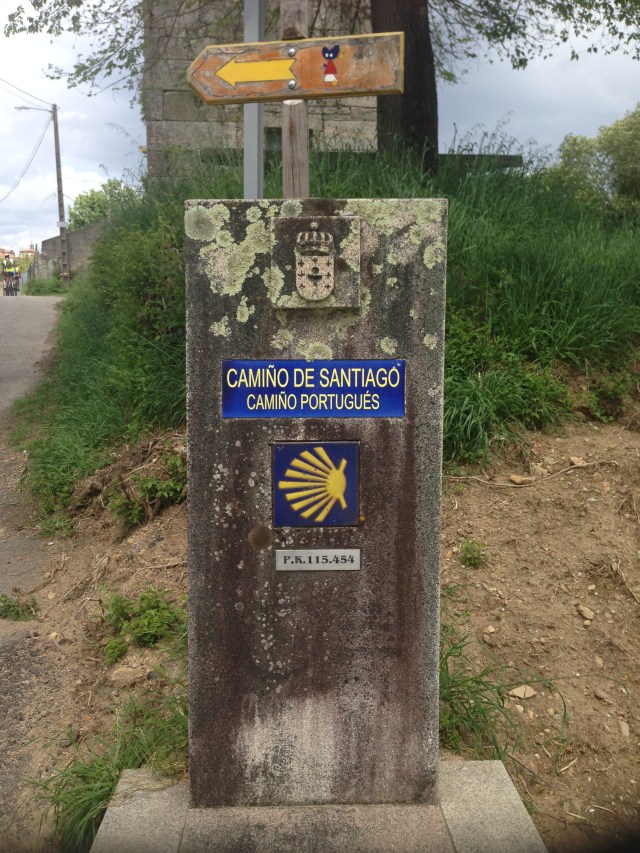 CAMIÑO DE SANTIAGO
CAMIÑO PORTUGUÉS
P.K.115.454